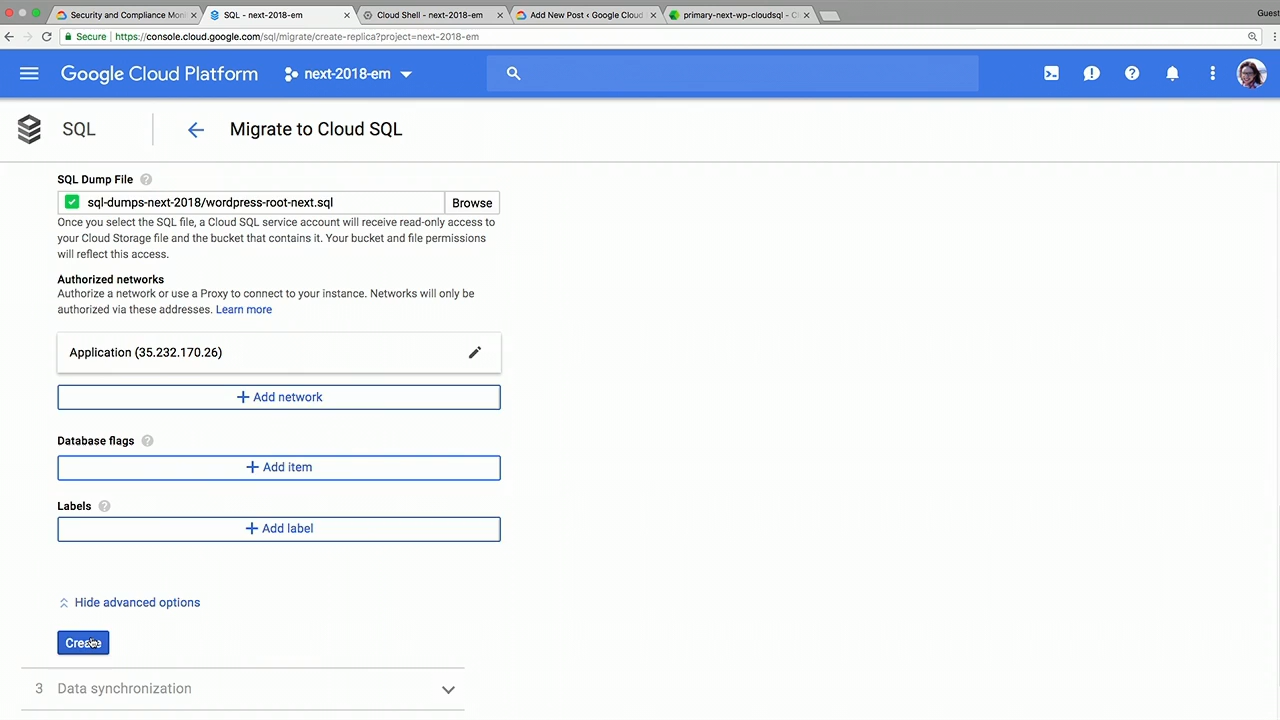 Security and Compliance Moni
SQL - next-2018-em
Cloud Shell - next-2018-em
Add New Post ‹ Google Cloud
primary-next-wp-cloudsql - C
Guest
Secure
https://console.cloud.google.com/sql/migrate/create-replica?project=next-2018-em
Google Cloud Platform
next-2018-em
SQL
Migrate to Cloud SQL
SQL Dump File
sql-dumps-next-2018/wordpress-root-next.sql
Browse
Once you select the SQL file, a Cloud SQL service account will receive read-only access to
your Cloud Storage file and the bucket that contains it. Your bucket and file permissions
will reflect this access.
Authorized networks
Authorize a network or use a Proxy to connect to your instance. Networks will only be
authorized via these addresses. Learn more
Application (35.232.170.26)
+ Add network
Database flags
+ Add item
Labels
+ Add label
Hide advanced options
Create
3 Data synchronization